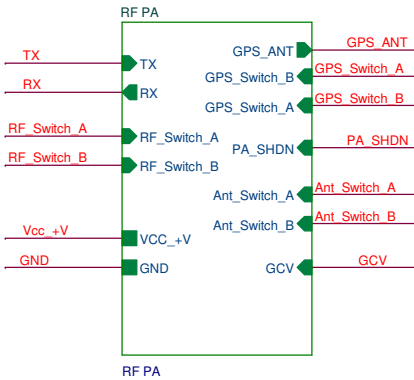 RF PA
TX
TX
RX
RX
RF_Switch_A
RF_Switch_A
RF_Switch_B
RF_Switch_B
Vcc_+V
VCC_+V
GND
GND
GPS_ANT
GPS_ANT
GPS_Switch_B
GPS_Switch_A
GPS_Switch_A
GPS_Switch_B
PA_SHDN
PA_SHDN
Ant_Switch_A
Ant_Switch_A
Ant_Switch_B
Ant_Switch_B
GCV
GCV
RF PA